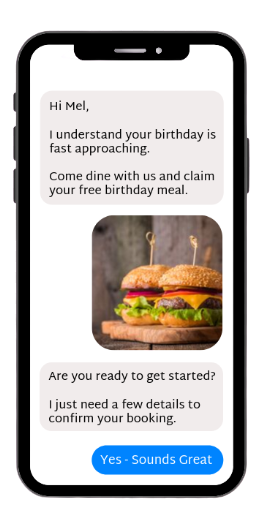 Hi Mel,
I understand your birthday is
fast approaching.
Come dine with us and claim
your free birthday meal.
Are you ready to get started?
I just need a few details to
confirm your booking.
Yes - Sounds Great